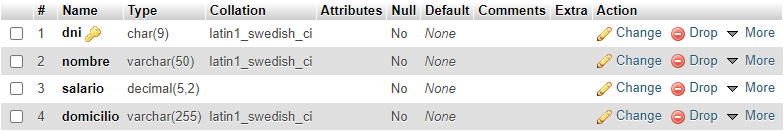 # Name Type Collation Attributes Null Default Comments Extra Action
1 dni char(9) latin1_swedish_ci No None Change Drop More
2 nombre varchar(50) latin1_swedish_ci No None Change Drop More
3 salario decimal(5,2) No None Change Drop More
4 domicilio varchar(255) latin1_swedish_ci No None Change Drop More